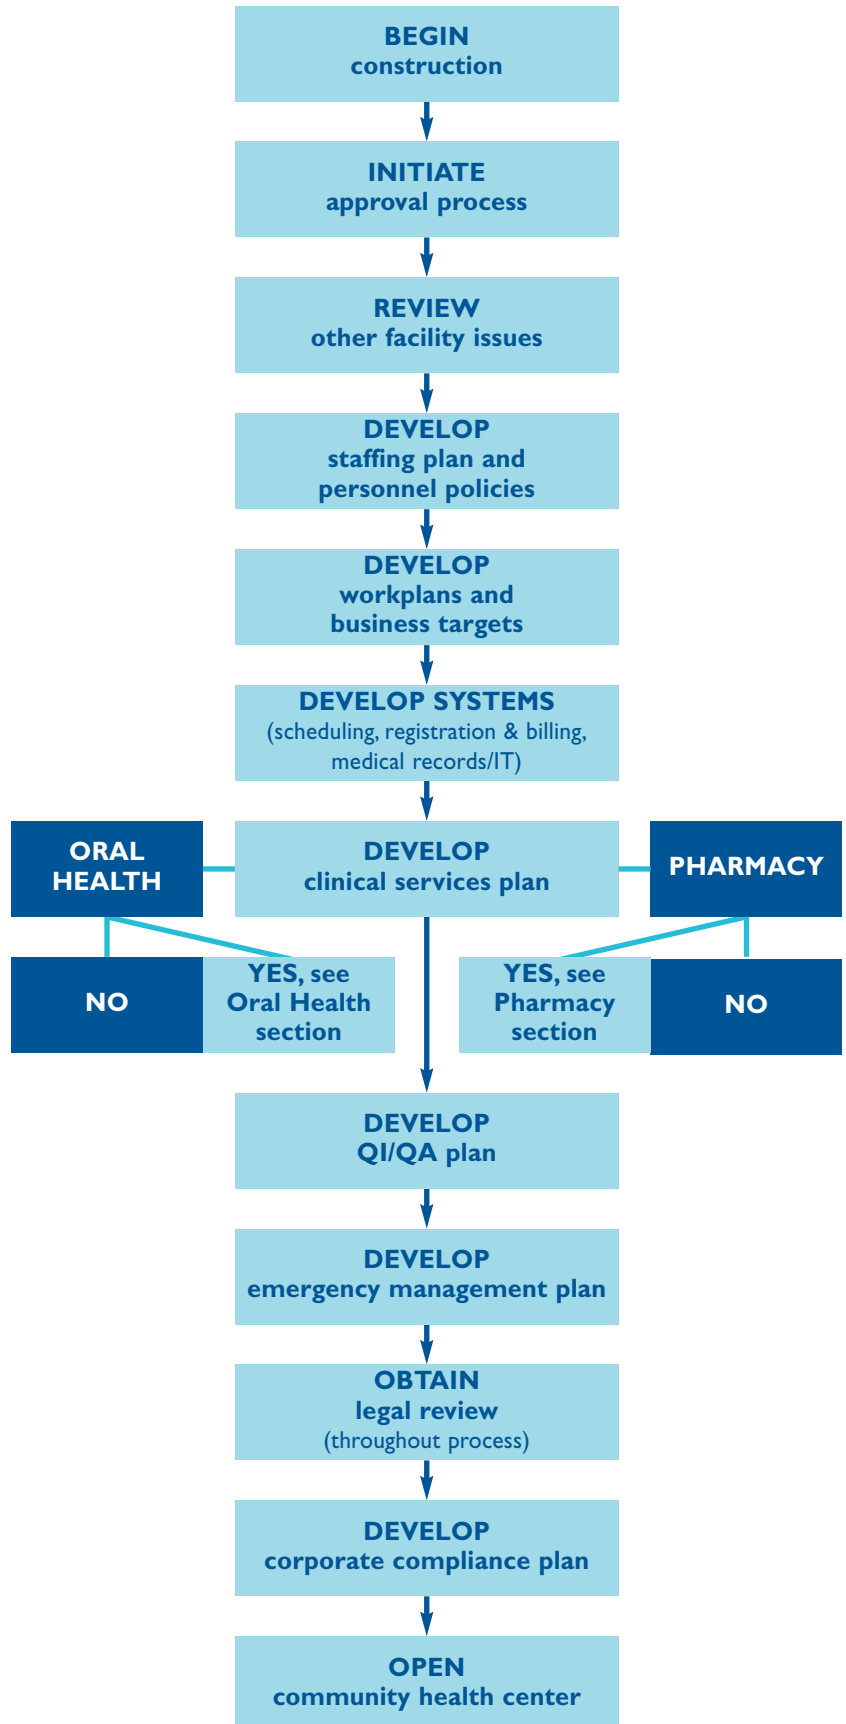 BEGIN
construction
INITIATE
approval process
REVIEW
other facility issues
DEVELOP
staffing plan and
personnel policies
DEVELOP
workplans and
business targets
DEVELOP SYSTEMS
(scheduling, registration & billing,
medical records/IT)
ORAL
HEALTH
DEVELOP
clinical services plan
PHARMACY
NO
YES, see
Oral Health
section
YES, see
Pharmacy
section
NO
DEVELOP
QI/QA plan
DEVELOP
emergency management plan
OBTAIN
legal review
(throughout process)
DEVELOP
corporate compliance plan
OPEN
community health center